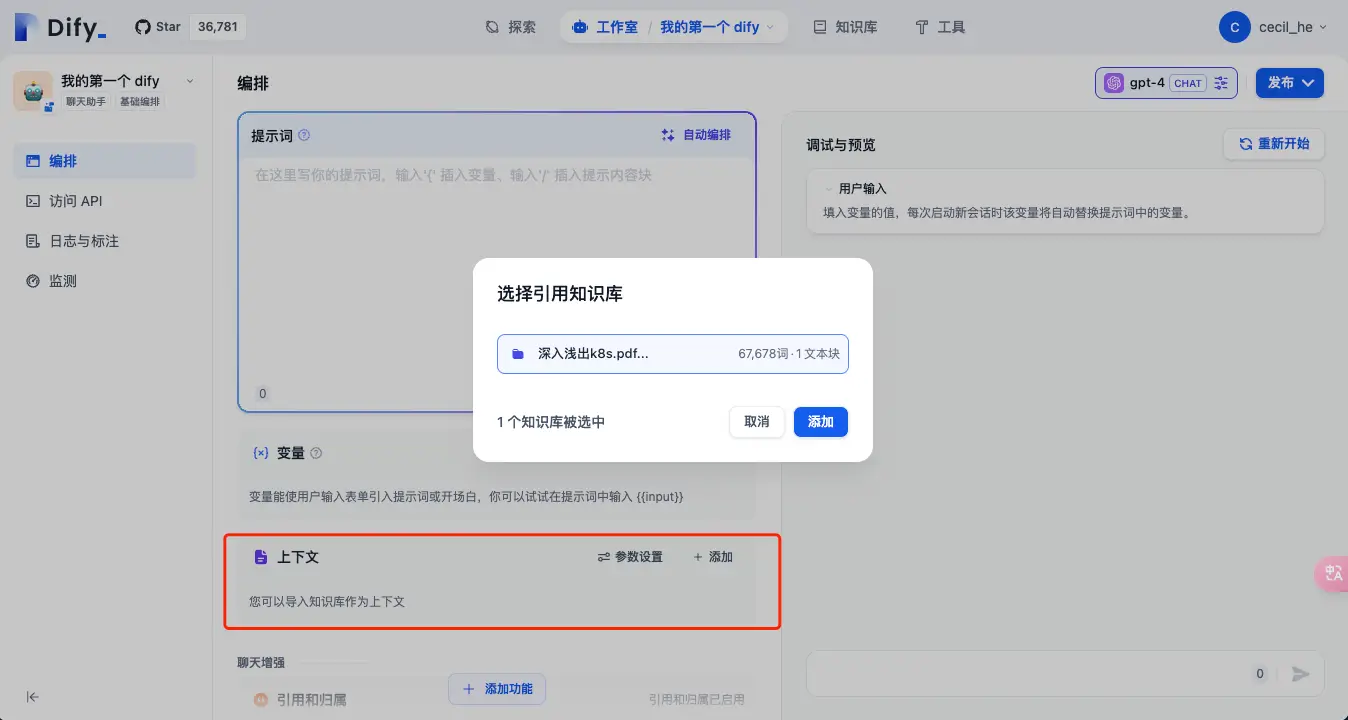 Dify_
Star 36,781
探索
工作室 / 我的第一个 dify
知识库
工具
C cecil_he
我的第一个 dify
聊天助手 基础编排
编排
访问 API
日志与标注
监测
编排
gpt-4 CHAT
发布
提示词
自动编排
在这里写你的提示词，输入'{' 插入变量、输入'/' 插入提示内容块
0
{x} 变量
变量能使用户输入表单引入提示词或开场白，你可以试试在提示词中输入 {{input}}
上下文
参数设置
+ 添加
您可以导入知识库作为上下文
聊天增强
引用和归属
引用和归属已启用
+ 添加功能
选择引用知识库
深入浅出k8s.pdf...
67,678词 · 1 文本块
1 个知识库被选中
取消
添加
调试与预览
重新开始
用户输入
填入变量的值，每次启动新会话时该变量将自动替换提示词中的变量。
0
中A